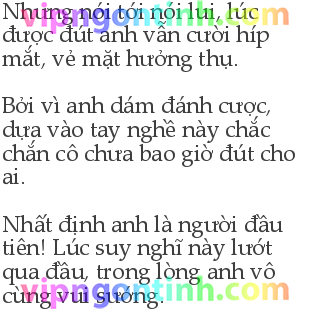 Nhưng nói tới nói lui, lúc
được đút anh vẫn cười híp
mắt, vẻ mặt hưởng thụ.
Bởi vì anh dám đánh cược,
dựa vào tay nghề này chắc
chắn cô chưa bao giờ đút cho
ai.
Nhất định anh là người đầu
tiên! Lúc suy nghĩ này lướt
qua đầu, trong lòng anh vô
cùng vui sướng.
vipngontinh.com
vipngontinh.com